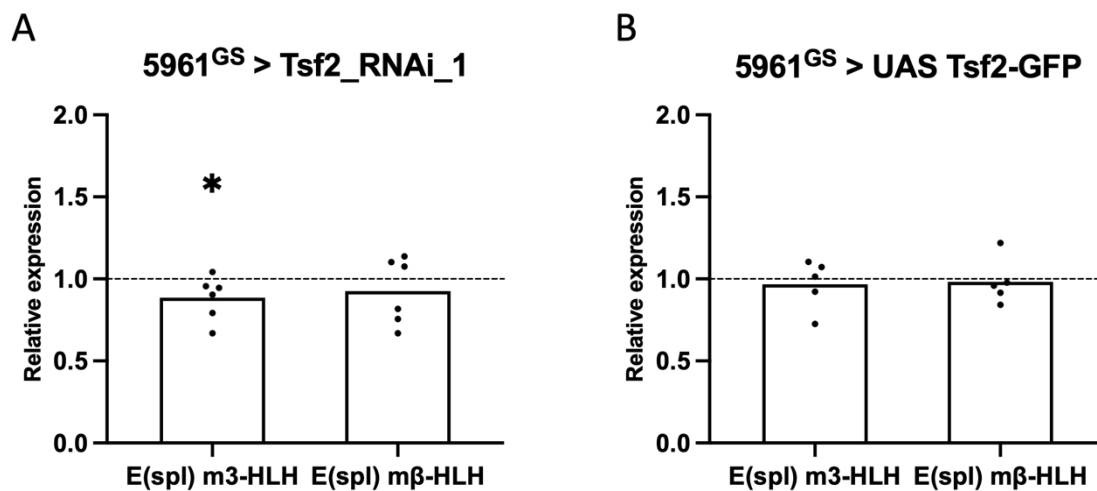 A
5961GS > Tsf2_RNAi_1
2.0
1.5
1.0
0.5
0.0
Relative expression
*
E(spl) m3-HLH E(spl) mβ-HLH
B
5961GS > UAS Tsf2-GFP
2.0
1.5
1.0
0.5
0.0
Relative expression
E(spl) m3-HLH E(spl) mβ-HLH